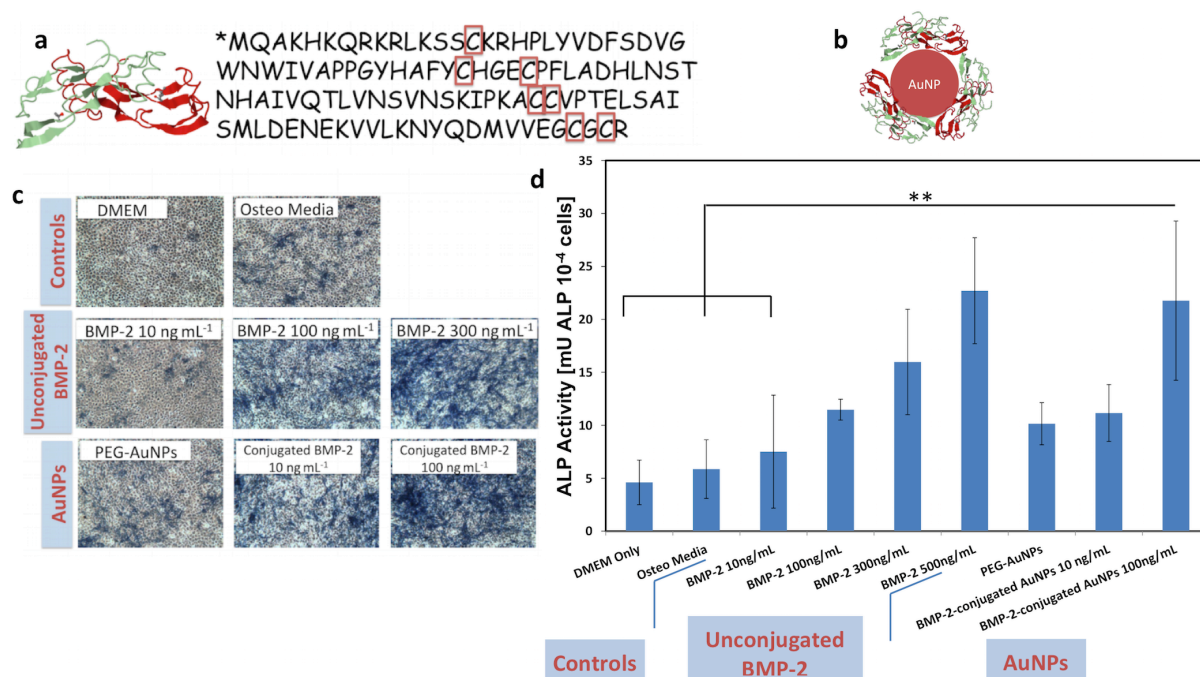 a
*MQAKHKQRKRLKSSCKRHPLYVDFSDVG
WNWIVAPPGYHAFYCHGECPFLADHLNST
NHAIVQTLVNSVNSKIPKACCVPTELSAI
SMLDENEKVVLKNYQDMVVEGCGCR
b
AuNP
c
Controls
DMEM
Osteo Media
Unconjugated
BMP-2
BMP-2 10 ng mL-1
BMP-2 100 ng mL-1
BMP-2 300 ng mL-1
AuNPs
PEG-AuNPs
Conjugated BMP-2
10 ng mL-1
Conjugated BMP-2
100 ng mL-1
d
ALP Activity [mU ALP 10-4 cells]
35
30
25
20
15
10
5
0
**
DMEM Only
Osteo Media
BMP-2 10ng/mL
BMP-2 100ng/mL
BMP-2 300ng/mL
BMP-2 500ng/mL
PEG-AuNPs
BMP-2-conjugated AuNPs 10 ng/mL
BMP-2-conjugated AuNPs 100ng/mL
Controls
Unconjugated
BMP-2
AuNPs